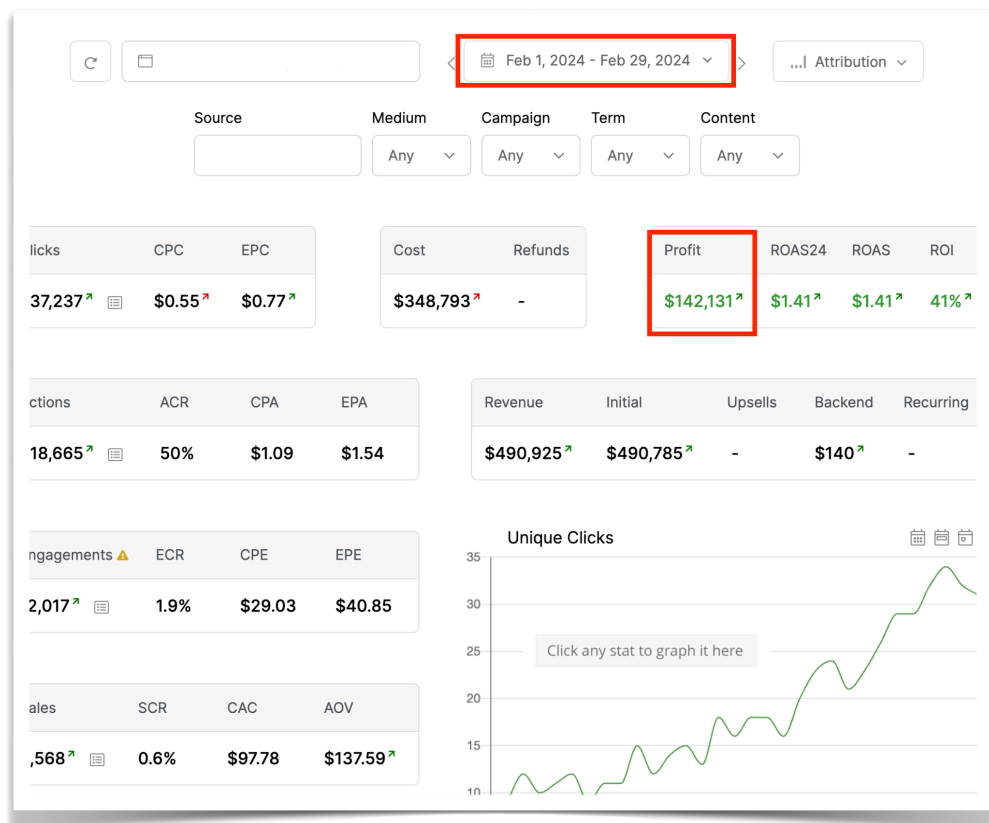 Feb 1, 2024 - Feb 29, 2024
Attribution
Source Medium Campaign Term Content
Any Any Any Any
licks CPC EPC
37,237 $0.55 $0.77
Cost Refunds
$348,793 -
Profit ROAS24 ROAS ROI
$142,131 $1.41 $1.41 41%
ctions ACR CPA EPA
18,665 50% $1.09 $1.54
Revenue Initial Upsells Backend Recurring
$490,925 $490,785 - $140 -
ngagements ECR CPE EPE
2,017 1.9% $29.03 $40.85
ales SCR CAC AOV
,568 0.6% $97.78 $137.59
Unique Clicks
35
30
25
20
15
10
Click any stat to graph it here